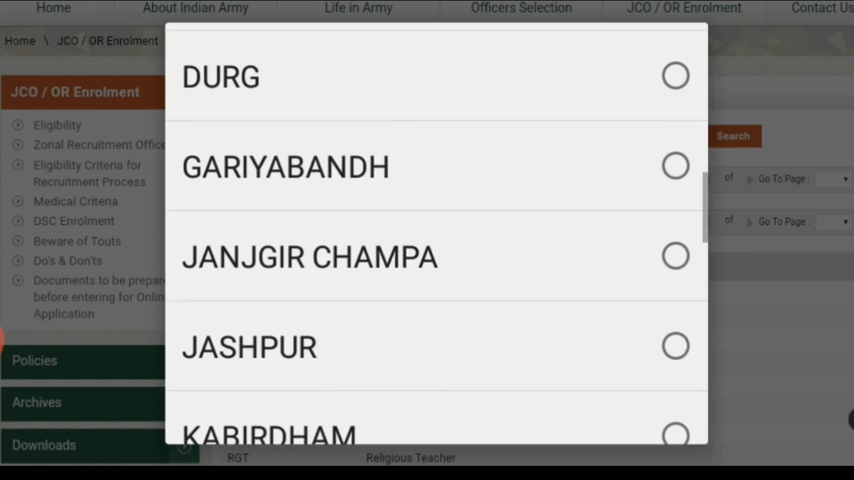 Home
About Indian Army
Life in Army
Officers Selection
JCO / OR Enrolment
Contact Us
Home \ JCO / OR Enrolment
JCO / OR Enrolment
Eligibility
Zonal Recruitment Office
Eligibility Criteria for
Recruitment Process
Medical Criteria
DSC Enrolment
Beware of Touts
Do's & Don'ts
Documents to be prepar
before entering for Onlin
Application
Policies
Archives
Downloads
DURG
GARIYABANDH
JANJGIR CHAMPA
JASHPUR
KABIRDHAM
Search
of Go To Page :
of Go To Page :
RGT Religious Teacher